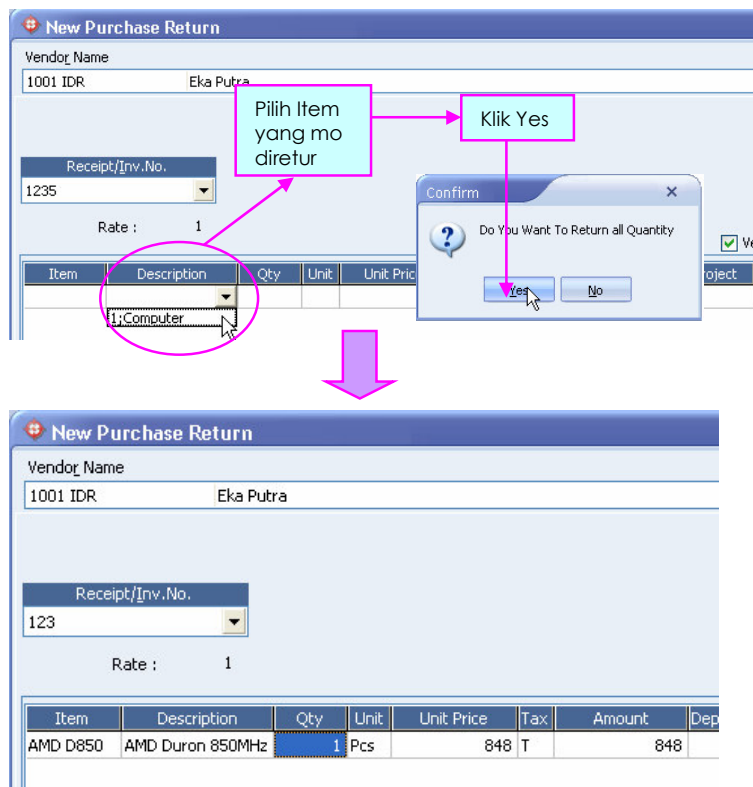 New Purchase Return
Vendor Name
1001 IDR Eka Putra
Pilih Item
yang mo
diretur
Klik Yes
Receipt/Inv.No.
1235
Rate : 1
Confirm
Do You Want To Return all Quantity
Yes No
Item Description Qty Unit Unit Pric
1;Computer
New Purchase Return
Vendor Name
1001 IDR Eka Putra
Receipt/Inv.No.
123
Rate : 1
Item Description Qty Unit Unit Price Tax Amount Dep
AMD D850 AMD Duron 850MHz 1 Pcs 848 T 848